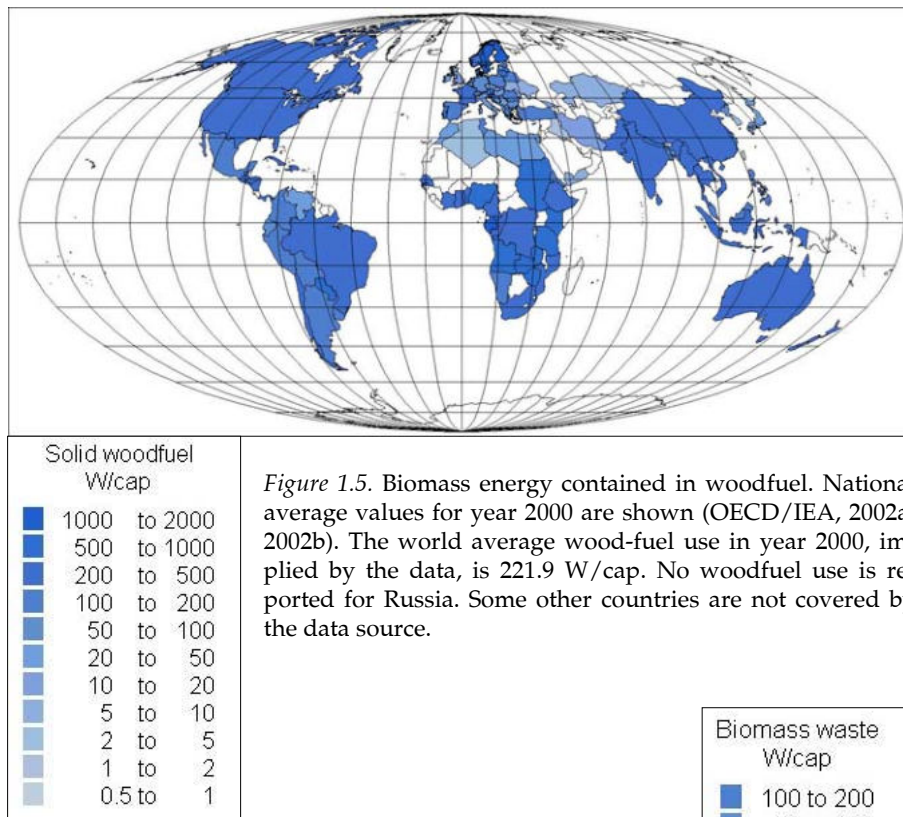 Solid woodfuel
W/cap
1000 to 2000
500 to 1000
200 to 500
100 to 200
50 to 100
20 to 50
10 to 20
5 to 10
2 to 5
1 to 2
0.5 to 1
Figure 1.5. Biomass energy contained in woodfuel. Nationa
average values for year 2000 are shown (OECD/IEA, 2002a
2002b). The world average wood-fuel use in year 2000, im-
plied by the data, is 221.9 W/cap. No woodfuel use is re-
ported for Russia. Some other countries are not covered b
the data source.
Biomass waste
W/cap
100 to 200